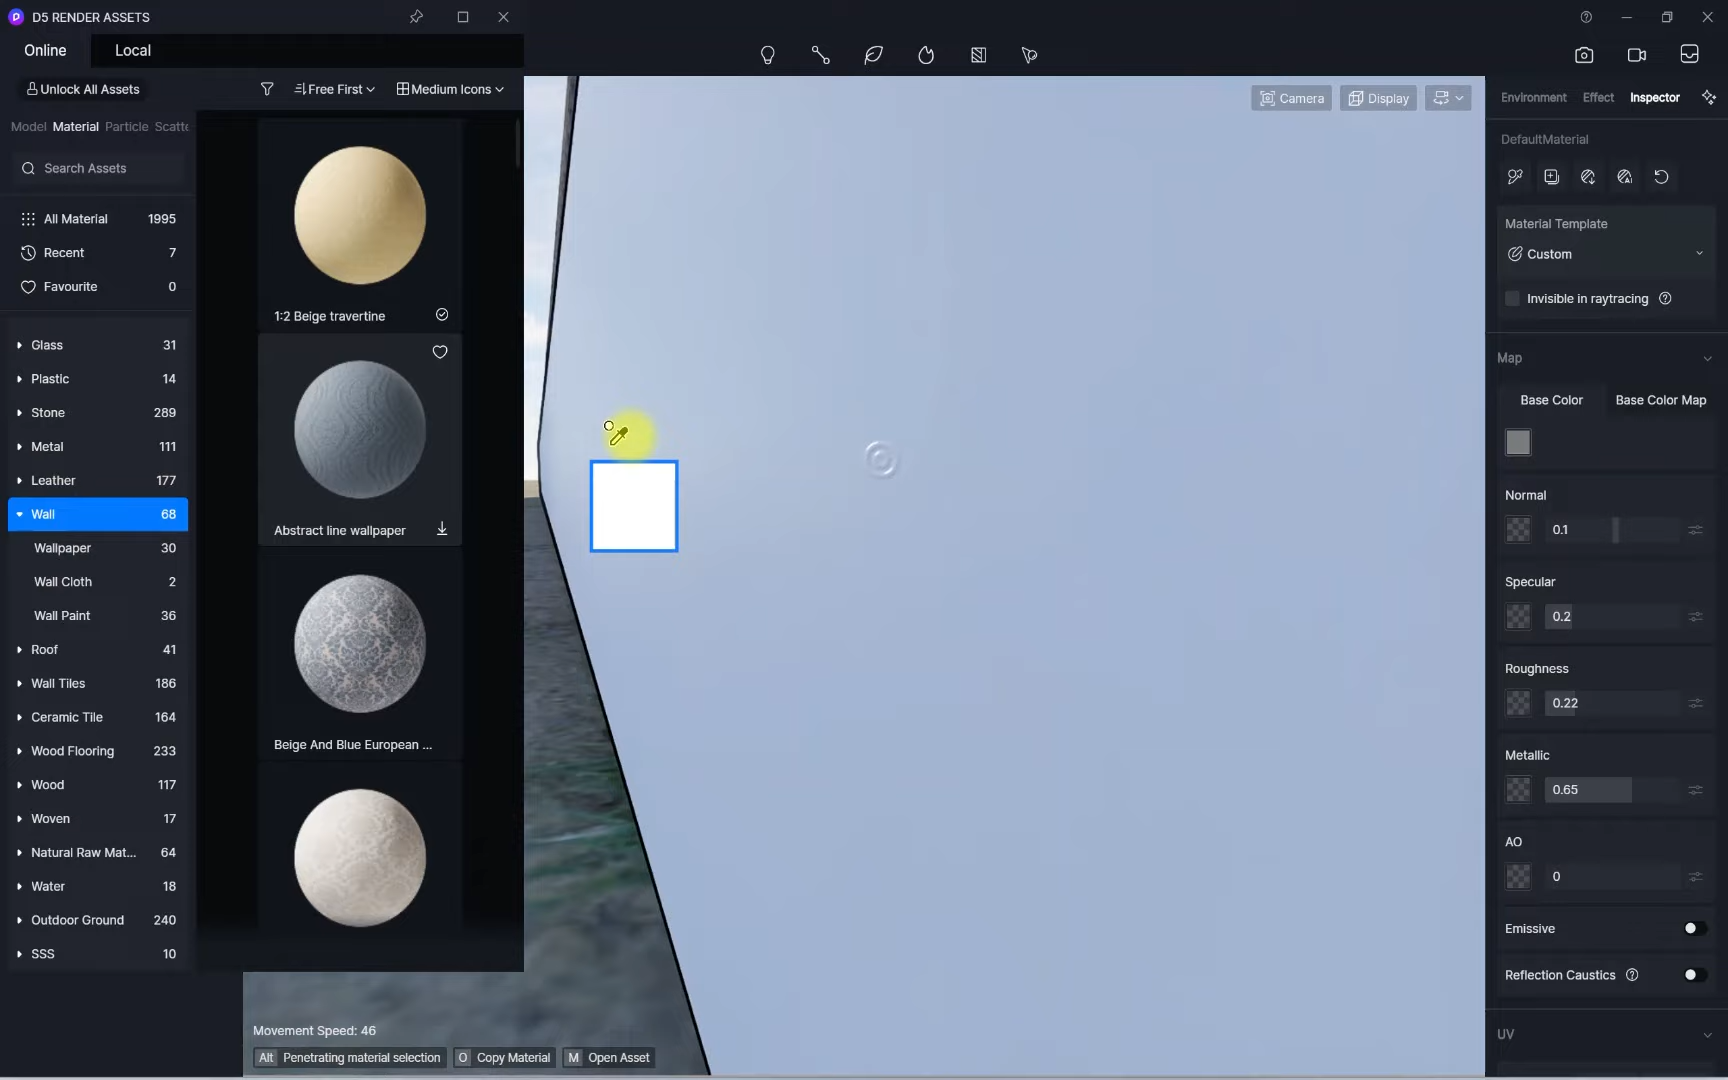 D5 RENDER ASSETS
Online
Local
Unlock All Assets
Free First
Medium Icons
Model
Material
Particle
Scatte
Search Assets
All Material 1995
Recent 7
Favourite 0
Glass 31
Plastic 14
Stone 289
Metal 111
Leather 177
Wall 68
Wallpaper 30
Wall Cloth 2
Wall Paint 36
Roof 41
Wall Tiles 186
Ceramic Tile 164
Wood Flooring 233
Wood 117
Woven 17
Natural Raw Mat... 64
Water 18
Outdoor Ground 240
SSS 10
1:2 Beige travertine
Abstract line wallpaper
Beige And Blue European ...
Camera
Display
Movement Speed: 46
Alt Penetrating material selection
O Copy Material
M Open Asset
Environment
Effect
Inspector
DefaultMaterial
Material Template
Custom
Invisible in raytracing
Map
Base Color
Base Color Map
Normal
0.1
Specular
0.2
Roughness
0.22
Metallic
0.65
AO
0
Emissive
Reflection Caustics
UV